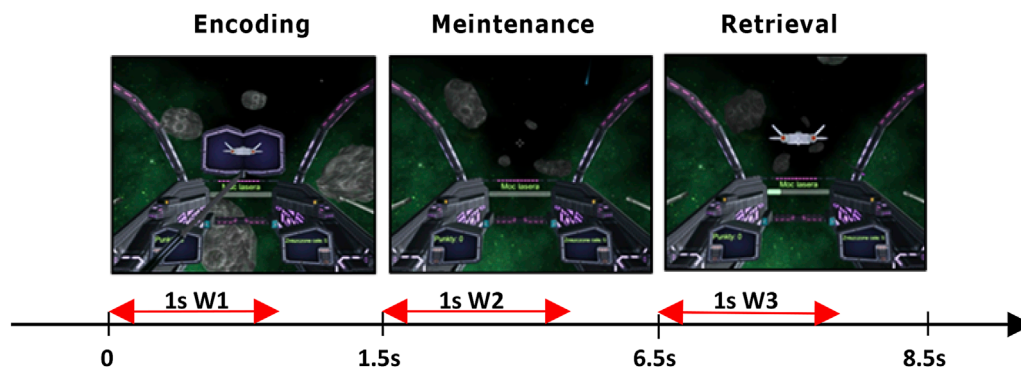 Encoding Meintenance Retrieval
Moc lasera Moc lasera Moc lasera
Punkty: 0 Punkty: 0
1s W1 1s W2 1s W3
0 1.5s 6.5s 8.5s